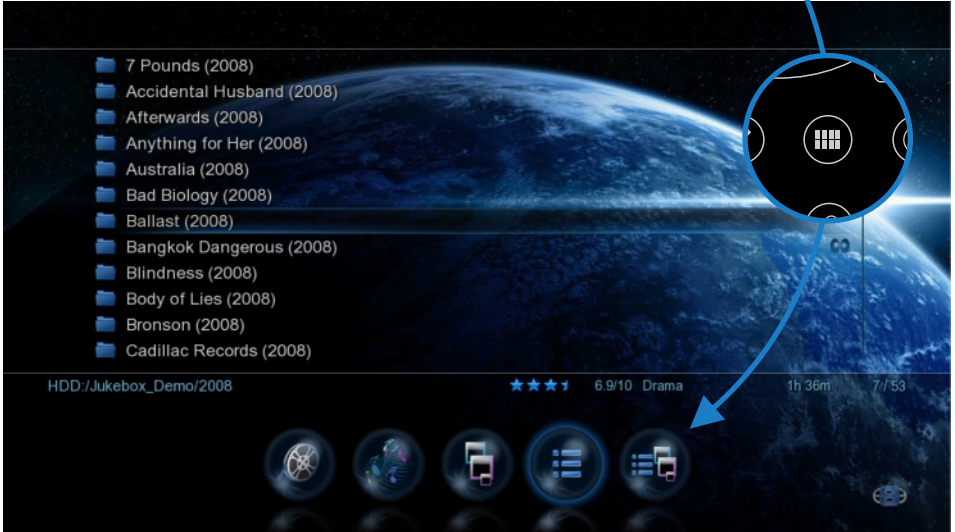 7 Pounds (2008)
Accidental Husband (2008)
Afterwards (2008)
Anything for Her (2008)
Australia (2008)
Bad Biology (2008)
Ballast (2008)
Bangkok Dangerous (2008)
Blindness (2008)
Body of Lies (2008)
Bronson (2008)
Cadillac Records (2008)
HDD:/Jukebox_Demo/2008 6.9/10 Drama 1h 36m 7 / 53